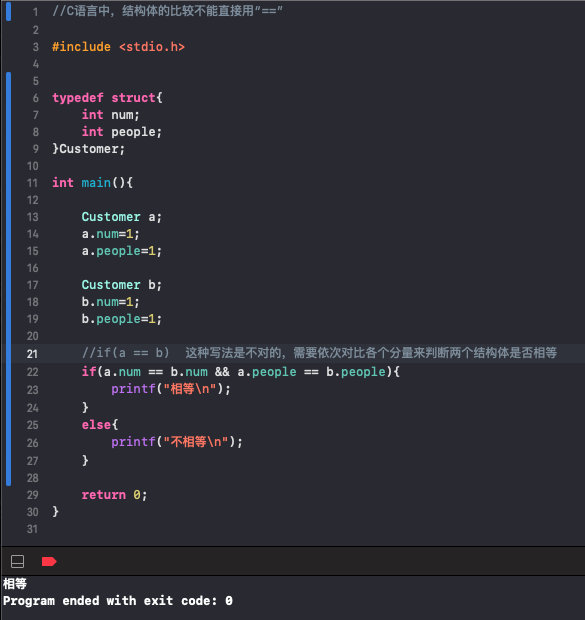 1 //C语言中，结构体的比较不能直接用”==”
2
3 #include <stdio.h>
4
5
6 typedef struct{
7     int num;
8     int people;
9 }Customer;
10
11 int main(){
12
13     Customer a;
14     a.num=1;
15     a.people=1;
16
17     Customer b;
18     b.num=1;
19     b.people=1;
20
21     //if(a == b)  这种写法是不对的，需要依次对比各个分量来判断两个结构体是否相等
22     if(a.num == b.num && a.people == b.people){
23         printf("相等\n");
24     }
25     else{
26         printf("不相等\n");
27     }
28
29     return 0;
30 }
31
相等
Program ended with exit code: 0